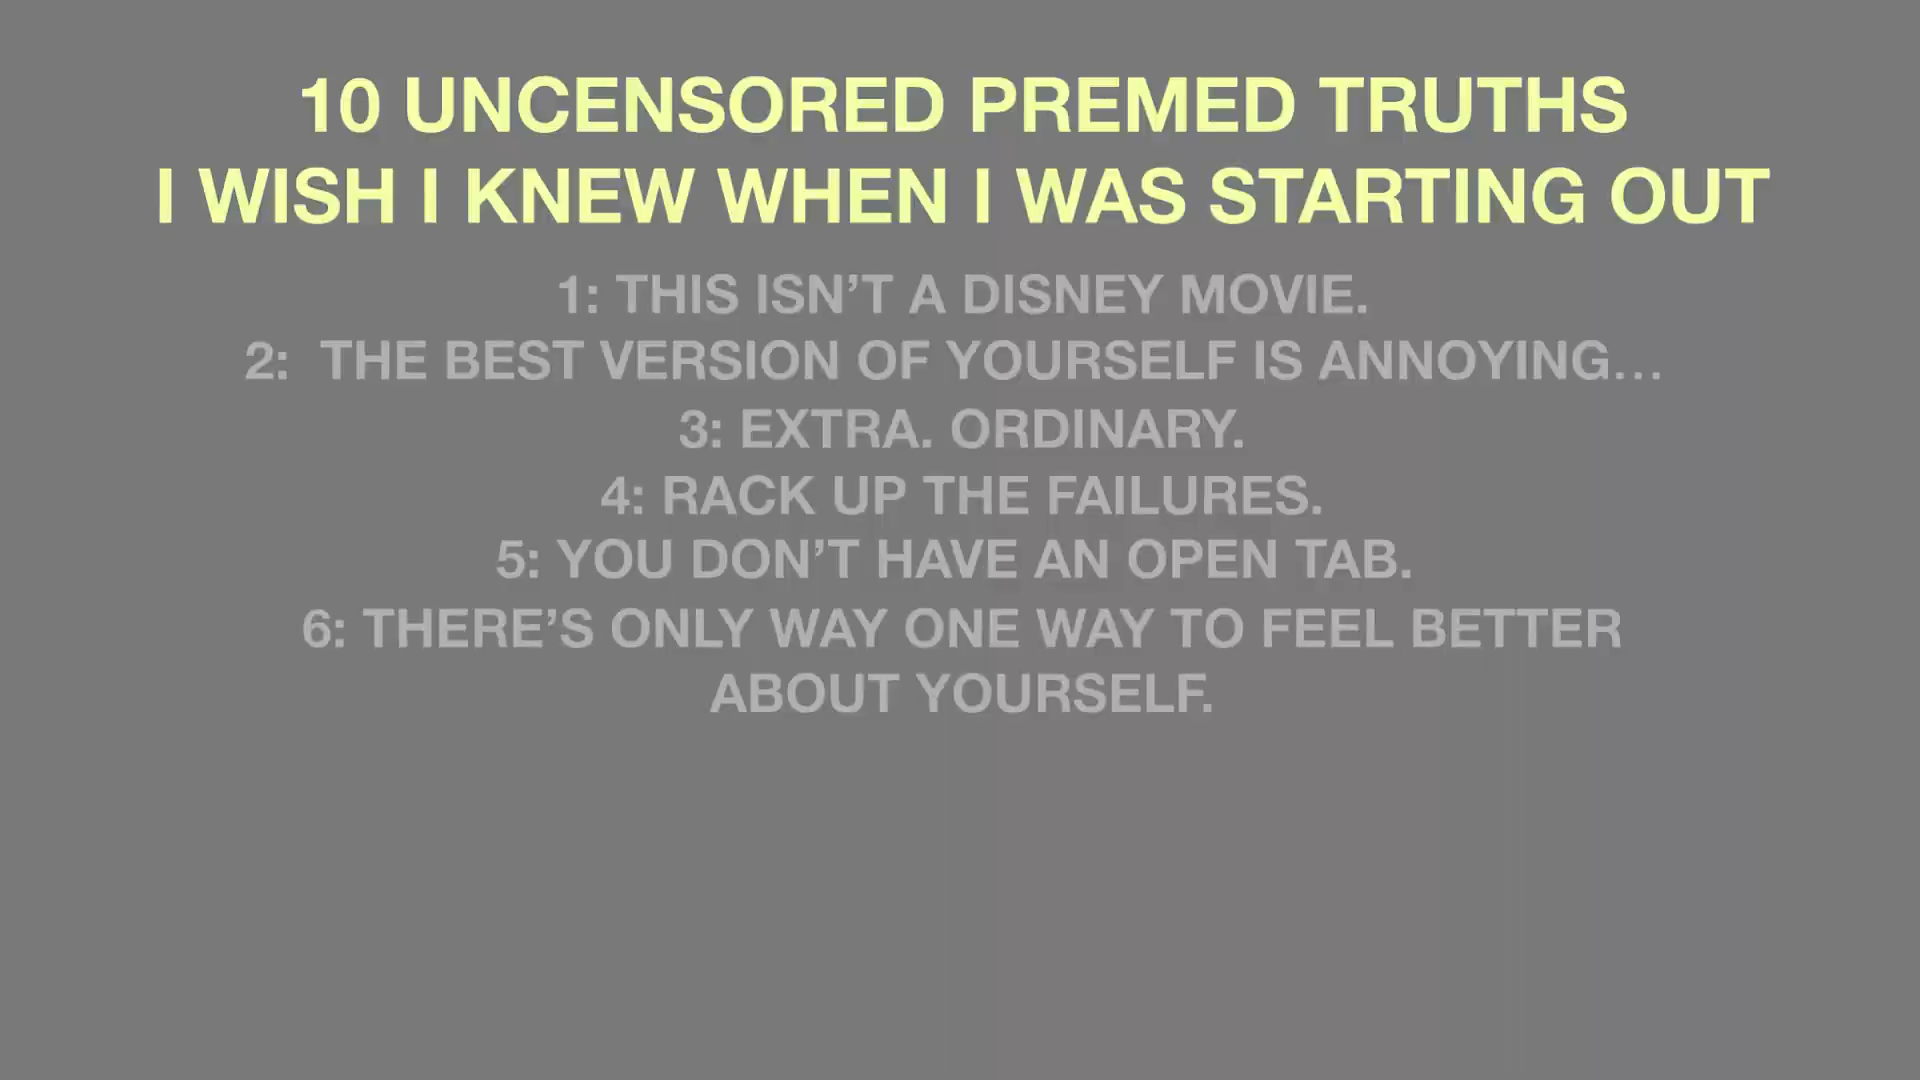 10 UNCENSORED PREMED TRUTHS
I WISH I KNEW WHEN I WAS STARTING OUT
1: THIS ISN’T A DISNEY MOVIE.
2:  THE BEST VERSION OF YOURSELF IS ANNOYING…
3: EXTRA. ORDINARY.
4: RACK UP THE FAILURES.
5: YOU DON’T HAVE AN OPEN TAB.
6: THERE’S ONLY WAY ONE WAY TO FEEL BETTER
ABOUT YOURSELF.